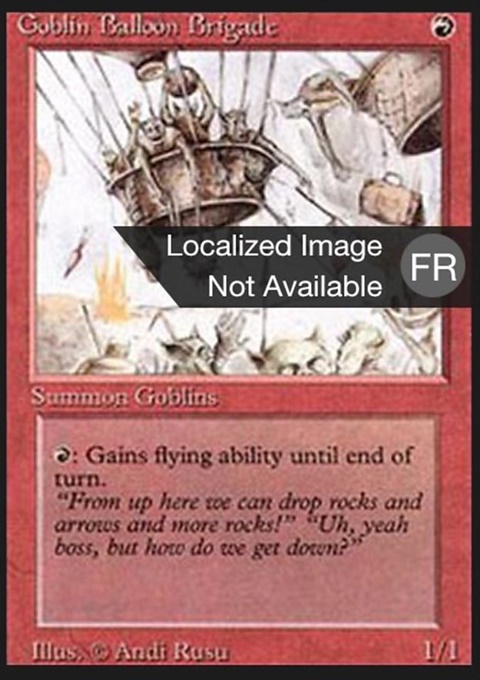 Goblin Balloon Brigade
Localized Image
Not Available
FR
Summon Goblins
: Gains flying ability until end of
turn.
"From up here we can drop rocks and
arrows and more rocks!" "Uh, yeah
boss, but how do we get down?"
Illus. © Andi Rusu
1/1